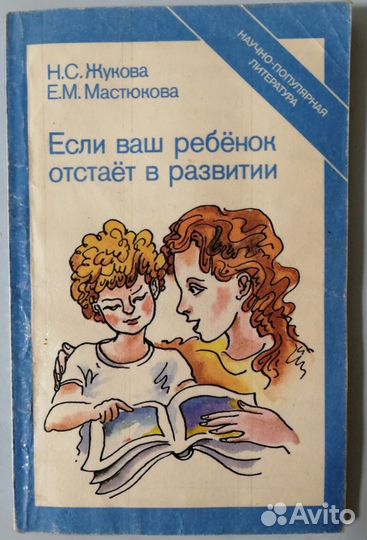 Н.С. Жукова
Е.М. Мастюкова
НАУЧНО-ПОПУЛЯРНАЯ
ЛИТЕРАТУРА
Если ваш ребёнок
отстаёт в развитии
Avito